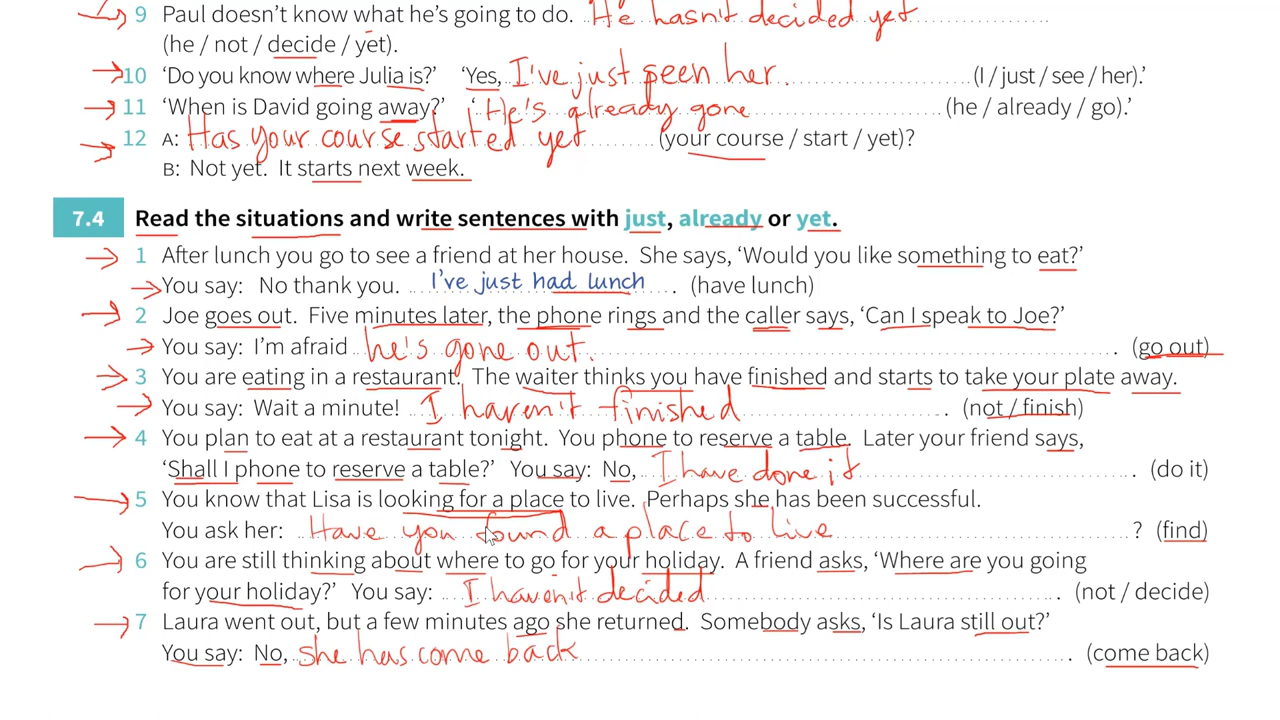 9 Paul doesn't know what he's going to do. He hasn't decided yet
(he / not / decide / yet).
10 'Do you know where Julia is?' 'Yes, I've just seen her. (I / just / see / her).'
11 'When is David going away?' 'He's already gone (he / already / go).'
12 A: Has your course started yet (your course / start / yet)?
B: Not yet. It starts next week.
7.4 Read the situations and write sentences with just, already or yet.
1 After lunch you go to see a friend at her house. She says, 'Would you like something to eat?'
You say: No thank you. I've just had lunch. (have lunch)
2 Joe goes out. Five minutes later, the phone rings and the caller says, 'Can I speak to Joe?'
You say: I'm afraid he's gone out. . (go out)
3 You are eating in a restaurant. The waiter thinks you have finished and starts to take your plate away.
You say: Wait a minute! I haven't finished . (not / finish)
4 You plan to eat at a restaurant tonight. You phone to reserve a table. Later your friend says,
'Shall I phone to reserve a table?' You say: No, I have done it . (do it)
5 You know that Lisa is looking for a place to live. Perhaps she has been successful.
You ask her: Have you found a place to live ? (find)
6 You are still thinking about where to go for your holiday. A friend asks, 'Where are you going
for your holiday?' You say: I haven't decided . (not / decide)
7 Laura went out, but a few minutes ago she returned. Somebody asks, 'Is Laura still out?'
You say: No, she has come back . (come back)